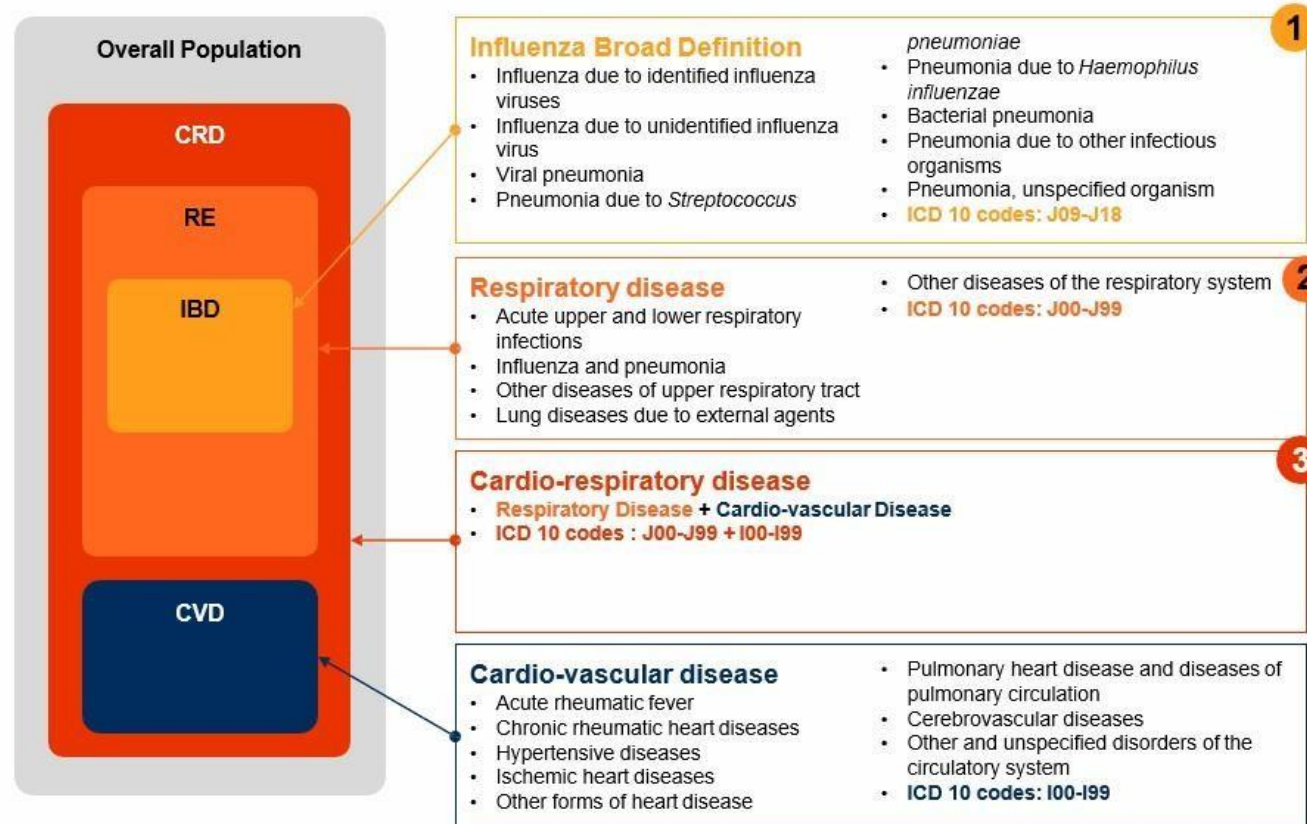 Overall Population
CRD
RE
IBD
CVD
1
Influenza Broad Definition
• Influenza due to identified influenza
viruses
• Influenza due to unidentified influenza
virus
• Viral pneumonia
• Pneumonia due to Streptococcus
pneumoniae
• Pneumonia due to Haemophilus
influenzae
• Bacterial pneumonia
• Pneumonia due to other infectious
organisms
• Pneumonia, unspecified organism
• ICD 10 codes: J09-J18
2
Respiratory disease
• Acute upper and lower respiratory
infections
• Influenza and pneumonia
• Other diseases of upper respiratory tract
• Lung diseases due to external agents
• Other diseases of the respiratory system
• ICD 10 codes: J00-J99
3
Cardio-respiratory disease
• Respiratory Disease + Cardio-vascular Disease
• ICD 10 codes : J00-J99 + I00-I99
Cardio-vascular disease
• Acute rheumatic fever
• Chronic rheumatic heart diseases
• Hypertensive diseases
• Ischemic heart diseases
• Other forms of heart disease
• Pulmonary heart disease and diseases of
pulmonary circulation
• Cerebrovascular diseases
• Other and unspecified disorders of the
circulatory system
• ICD 10 codes: I00-I99